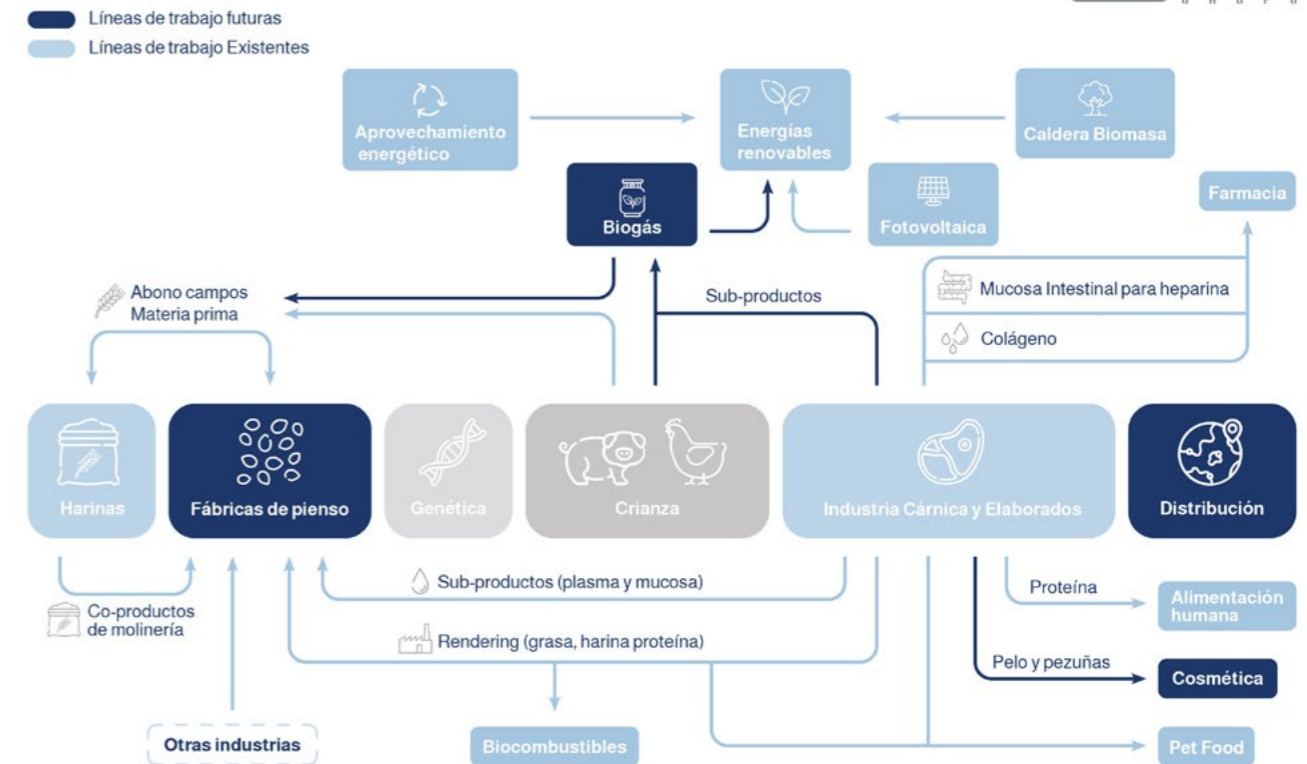 Líneas de trabajo futuras
Líneas de trabajo Existentes
Aprovechamiento
energético
Energías
renovables
Caldera Biomasa
Biogás
Fotovoltaica
Farmacia
Abono campos
Materia prima
Sub-productos
Mucosa Intestinal para heparina
Colágeno
Harinas
Fábricas de pienso
Genética
Crianza
Industria Cárnica y Elaborados
Distribución
Co-productos
de molinería
Sub-productos (plasma y mucosa)
Rendering (grasa, harina proteína)
Proteína
Alimentación
humana
Pelo y pezuñas
Cosmética
Otras industrias
Biocombustibles
Pet Food